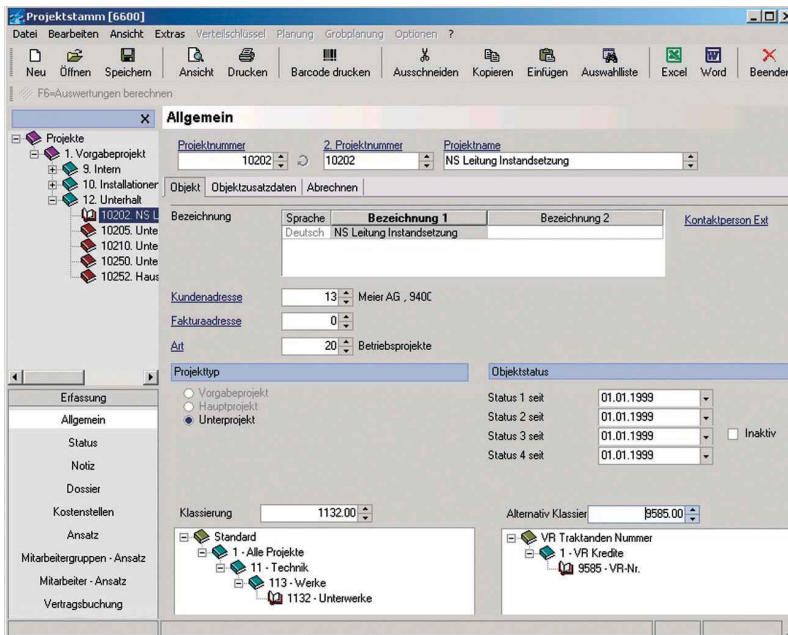 Projektstamm [6600]
Datei Bearbeiten Ansicht Extras Verteilschlüssel Planung Grobplanung Optionen ?
Neu Öffnen Speichern Ansicht Drucken Barcode drucken Ausschneiden Kopieren Einfügen Auswahlliste Excel Word Beenden
F6=Auswertungen berechnen
x Allgemein
Projekte
1. Vorgabeprojekt
9. Intern
10. Installationer
12. Unterhalt
10202. NS L
10205. Unte
10210. Unte
10250. Unte
10252. Haus
Erfassung
Allgemein
Status
Notiz
Dossier
Kostenstellen
Ansatz
Mitarbeitergruppen - Ansatz
Mitarbeiter - Ansatz
Vertragsbuchung
Projektnummer 2. Projektnummer Projektname
10202 10202 NS Leitung Instandsetzung
Objekt Objektzusatzdaten Abrechnen
Bezeichnung Sprache Bezeichnung 1 Bezeichnung 2 Kontaktperson Ext
Deutsch NS Leitung Instandsetzung
Kundenadresse 13 Meier AG , 940
Fakturaadresse 0
Art 20 Betriebsprojekte
Projekttyp Objektstatus
Vorgabeprojekt
Hauptprojekt
Unterprojekt
Status 1 seit 01.01.1999
Status 2 seit 01.01.1999
Status 3 seit 01.01.1999 Inaktiv
Status 4 seit 01.01.1999
Klassierung 1132.00 Alternativ Klassier 9585.00
Standard
1 - Alle Projekte
11 - Technik
113 - Werke
1132 - Unterwerke
VR Traktanden Nummer
1 - VR Kredite
9585 - VR-Nr.